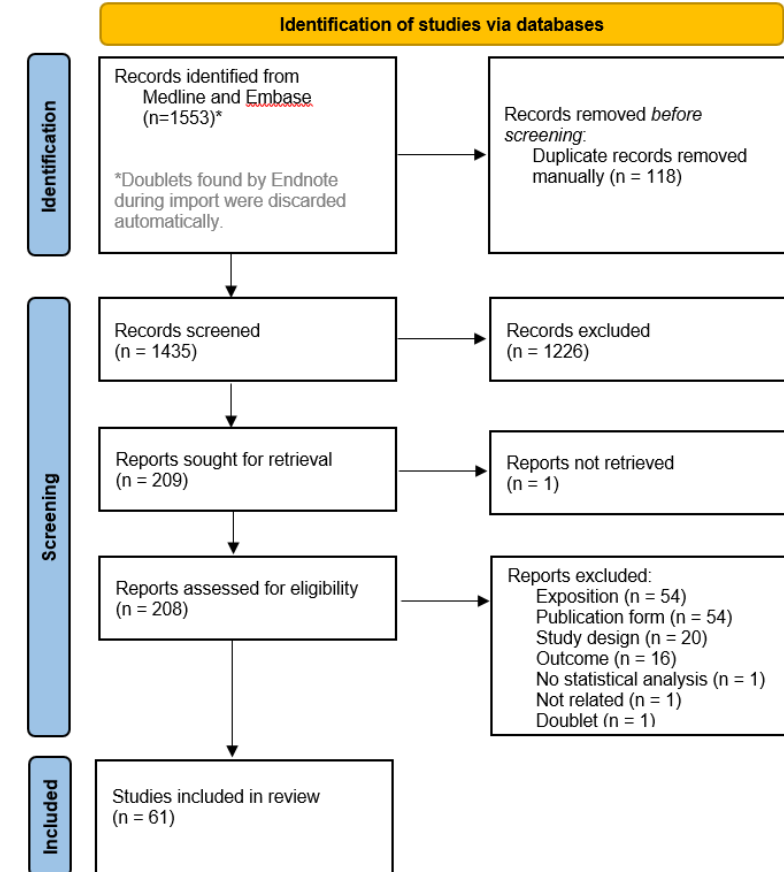 Identification of studies via databases
Identification
Records identified from
Medline and Embase
(n=1553)*
*Doublets found by Endnote
during import were discarded
automatically.
Records removed before
screening:
Duplicate records removed
manually (n = 118)
Screening
Records screened
(n = 1435)
Records excluded
(n = 1226)
Reports sought for retrieval
(n = 209)
Reports not retrieved
(n = 1)
Reports assessed for eligibility
(n = 208)
Reports excluded:
Exposition (n = 54)
Publication form (n = 54)
Study design (n = 20)
Outcome (n = 16)
No statistical analysis (n = 1)
Not related (n = 1)
Doublet (n = 1)
Included
Studies included in review
(n = 61)